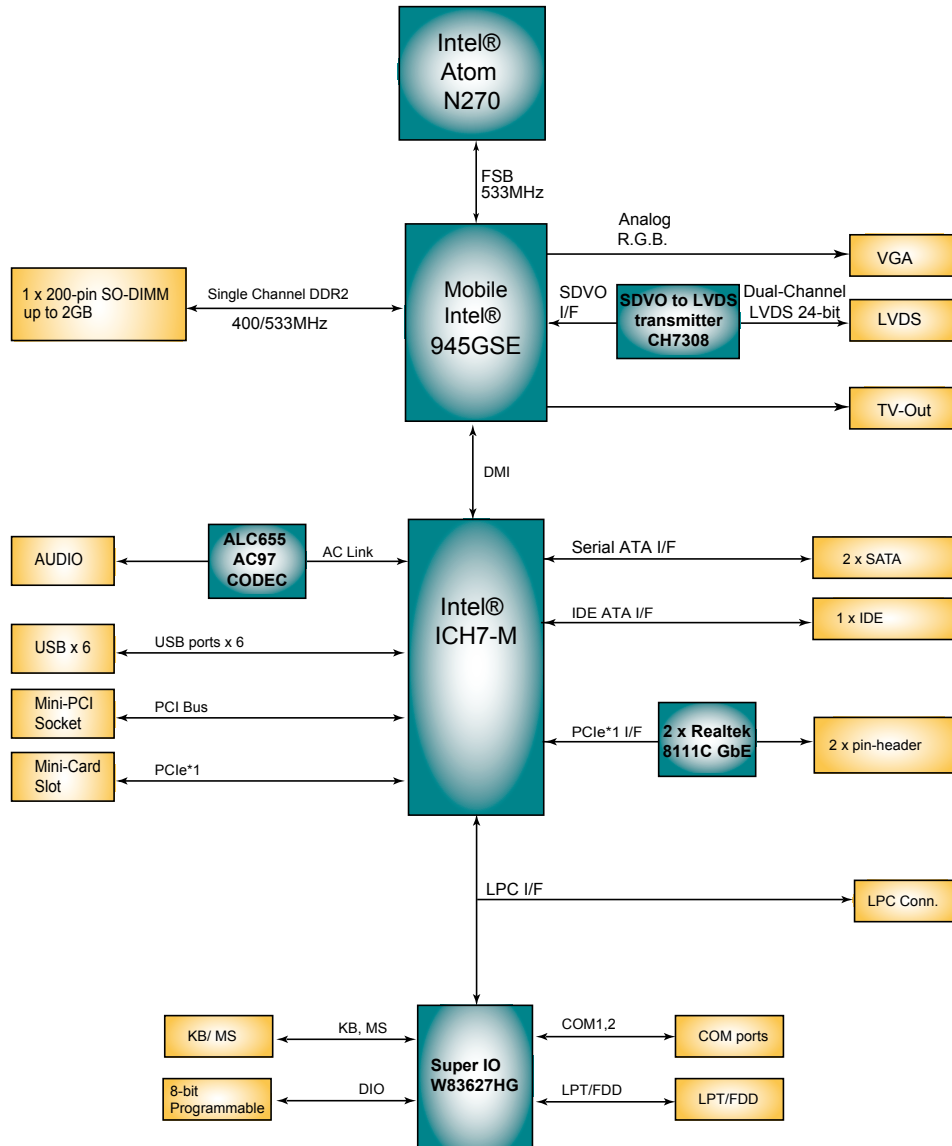 Intel®
Atom
N270
FSB
533MHz
Analog
R.G.B.
VGA
1 x 200-pin SO-DIMM
up to 2GB
Single Channel DDR2
400/533MHz
Mobile
Intel®
945GSE
SDVO
I/F
SDVO to LVDS
transmitter
CH7308
Dual-Channel
LVDS 24-bit
LVDS
TV-Out
DMI
AUDIO
ALC655
AC97
CODEC
AC Link
Intel®
ICH7-M
Serial ATA I/F
2 x SATA
IDE ATA I/F
1 x IDE
USB x 6
USB ports x 6
Mini-PCI
Socket
PCI Bus
PCIe*1 I/F
2 x Realtek
8111C GbE
2 x pin-header
Mini-Card
Slot
PCIe*1
LPC I/F
LPC Conn.
KB/ MS
KB, MS
Super IO
W83627HG
COM1,2
COM ports
8-bit
Programmable
DIO
LPT/FDD
LPT/FDD